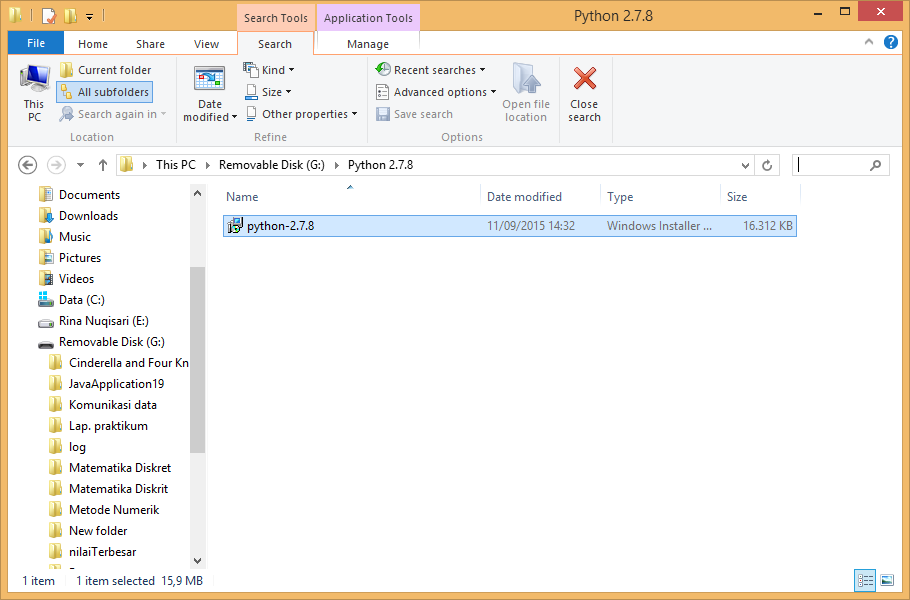 Search Tools
Application Tools
Python 2.7.8
File
Home
Share
View
Search
Manage
This PC
Current folder
All subfolders
Search again in
Location
Date modified
Kind
Size
Other properties
Refine
Recent searches
Advanced options
Save search
Open file location
Options
Close search
This PC
Removable Disk (G:)
Python 2.7.8
Name
Date modified
Type
Size
python-2.7.8
11/09/2015 14:32
Windows Installer ...
16.312 KB
Documents
Downloads
Music
Pictures
Videos
Data (C:)
Rina Nuqisari (E:)
Removable Disk (G:)
Cinderella and Four Kn
JavaApplication19
Komunikasi data
Lap. praktikum
log
Matematika Diskret
Matematika Diskrit
Metode Numerik
New folder
nilaiTerbesar
1 item
1 item selected
15,9 MB